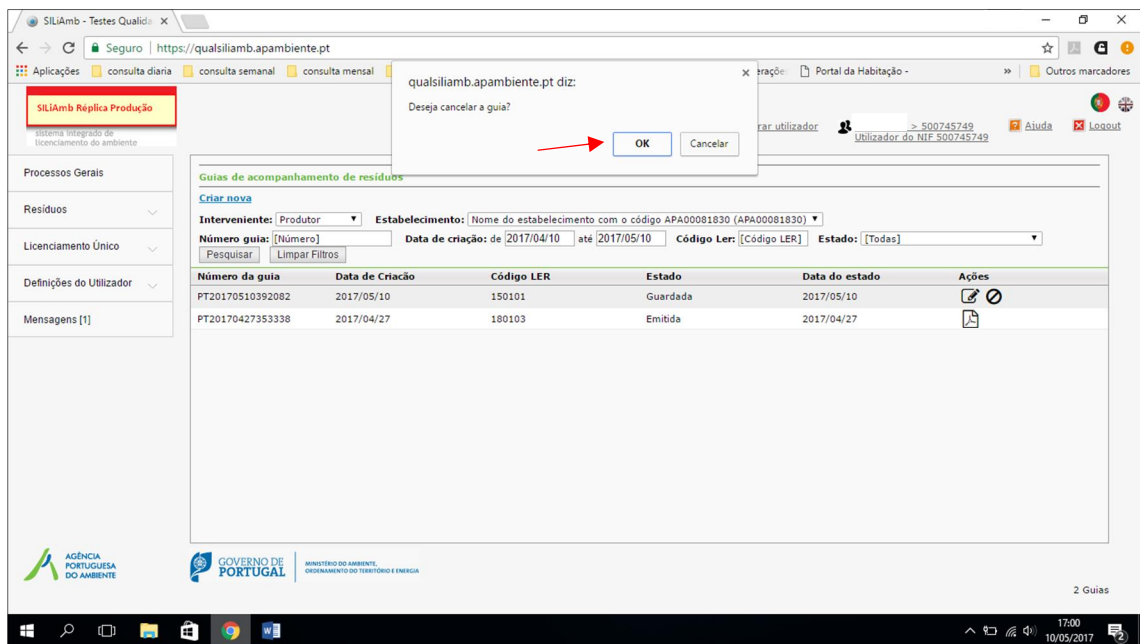 SILiAmb - Testes Qualida
Seguro | https://qualsiliamb.apambiente.pt
Aplicações consulta diaria consulta semanal consulta mensal Portal da Habitação - » Outros marcadores
qualsiliamb.apambiente.pt diz:
Deseja cancelar a guia?
OK Cancelar
SILiAmb Réplica Produção
sistema integrado de
licenciamento do ambiente
utilizador > 500745749 Ajuda Logout
Utilizador do NIF 500745749
Processos Gerais
Resíduos
Licenciamento Único
Definições do Utilizador
Mensagens [1]
Guias de acompanhamento de resíduos
Criar nova
Interveniente: Produtor Estabelecimento: Nome do estabelecimento com o código APA00081830 (APA00081830)
Número guia: [Número] Data de criação: de 2017/04/10 até 2017/05/10 Código Ler: [Código LER] Estado: [Todas]
Pesquisar Limpar Filtros
Número da guia Data de Criacão Código LER Estado Data do estado Ações
PT20170510392082 2017/05/10 150101 Guardada 2017/05/10
PT20170427353338 2017/04/27 180103 Emitida 2017/04/27
AGÊNCIA
PORTUGUESA
DO AMBIENTE
GOVERNO DE
PORTUGAL
MINISTÉRIO DO AMBIENTE,
ORDENAMENTO DO TERRITÓRIO E ENERGIA
2 Guias
17:00
10/05/2017